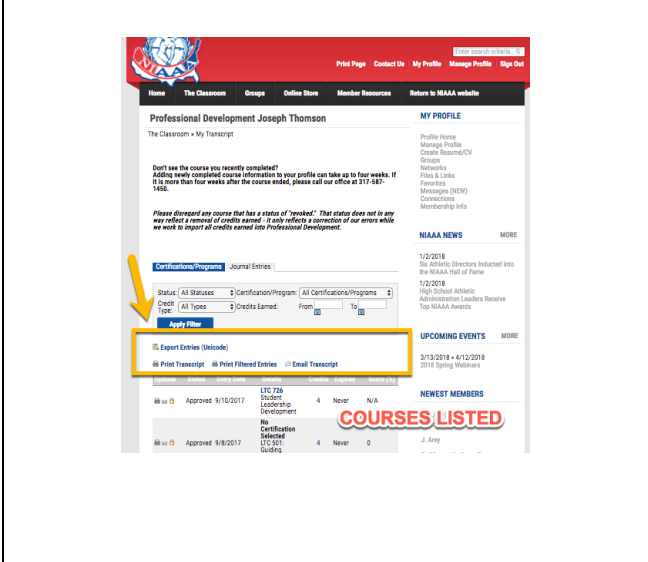 NIAAA
Enter search criteria..
Print Page Contact Us My Profile Manage Profile Sign Out
Home The Classroom Groups Online Store Member Resources Return to NIAAA website
Professional Development Joseph Thomson
The Classroom » My Transcript
Don't see the course you recently completed?
Adding newly completed course information to your profile can take up to four weeks. If
it is more than four weeks after the course ended, please call our office at 317-587-
1450.
Please disregard any course that has a status of "revoked." That status does not in any
way reflect a removal of credits earned - it only reflects a correction of our errors while
we work to import all credits earned into Professional Development.
Certifications/Programs Journal Entries
Status: All Statuses Certification/Program: All Certifications/Programs
Credit
Type: All Types Credits Earned: From To
Apply Filter
Export Entries (Unicode)
Print Transcript Print Filtered Entries Email Transcript
Options Status Entry Date Details Credits Expires Score (%)
LTC 726
Approved 9/10/2017 Student 4 Never N/A
Leadership
Development
No
Certification
Selected
Approved 9/8/2017 LTC 501: 4 Never 0
Guiding
COURSES LISTED
MY PROFILE
Profile Home
Manage Profile
Create Resumé/CV
Groups
Networks
Files & Links
Favorites
Messages (NEW)
Connections
Membership Info
NIAAA NEWS MORE
1/2/2018
Six Athletic Directors Inducted into
the NIAAA Hall of Fame
1/2/2018
High School Athletic
Administration Leaders Receive
Top NIAAA Awards
UPCOMING EVENTS MORE
3/13/2018 » 4/12/2018
2018 Spring Webinars
NEWEST MEMBERS
J. Arey